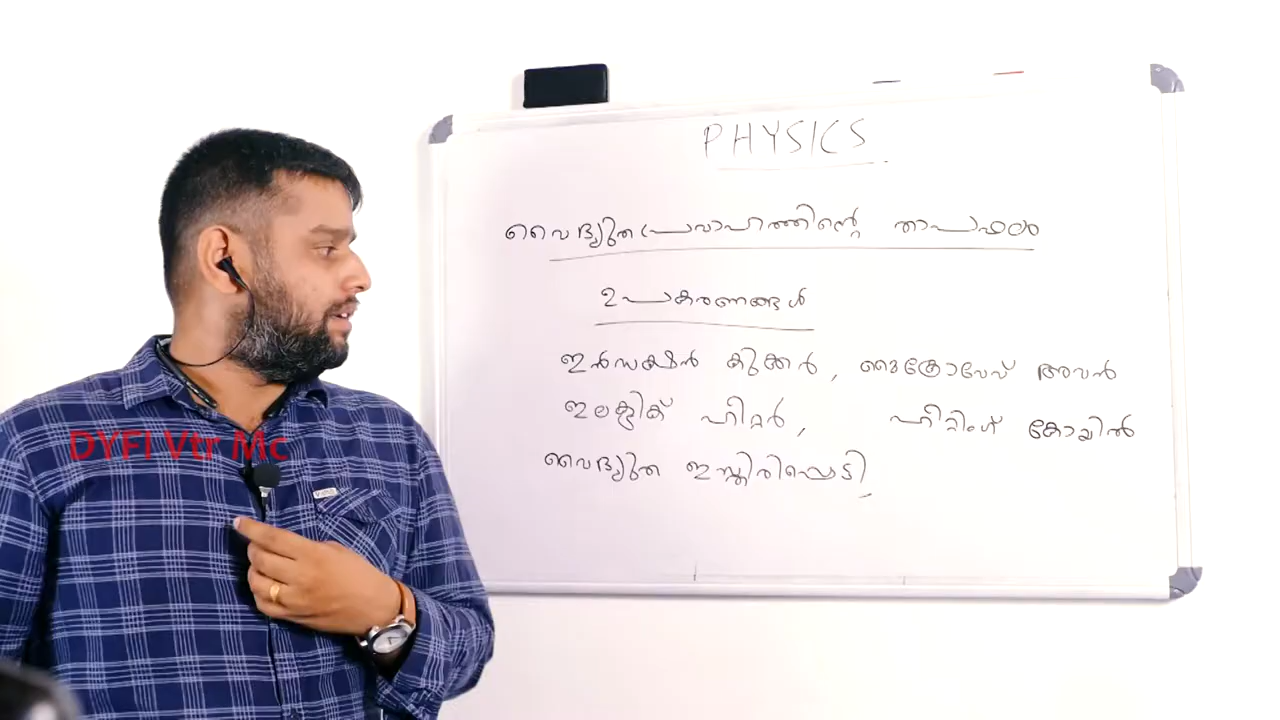 PHYSICS
വൈദ്യുതപ്രവാഹത്തിന്റെ താപഫലം
ഉപകരണങ്ങൾ
ഇൻഡക്ഷൻ കുക്കർ, മൈക്രോവേവ് അവൻ
ഇലക്ട്രിക് ഹീറ്റർ, ഹീറ്റിംഗ് കോയിൽ
വൈദ്യുത ഇസ്തിരിപ്പെട്ടി
DYFI Vtr Mc